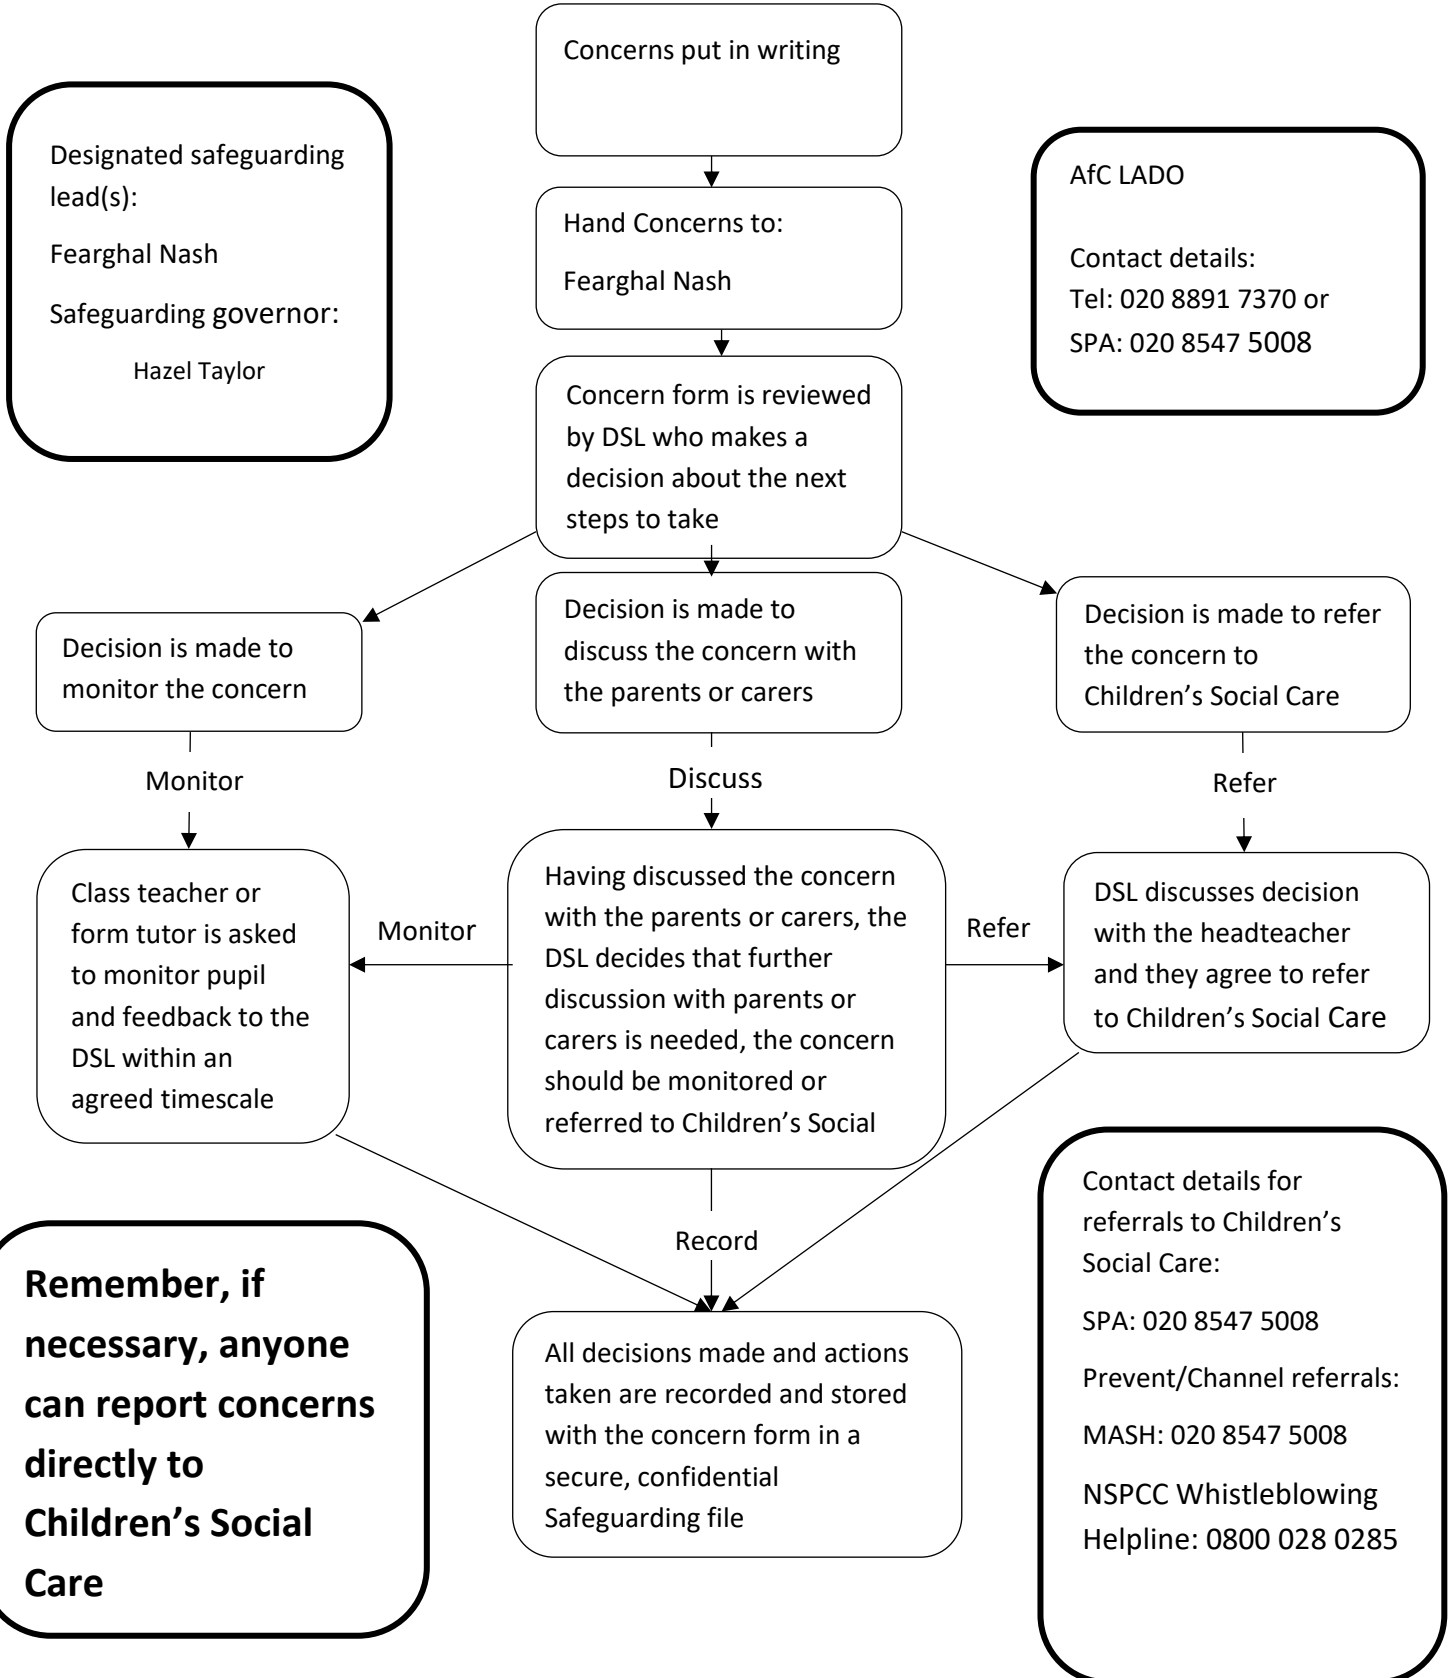 Concerns put in writing
Designated safeguarding
lead(s):
Fearghal Nash
Safeguarding governor:
Hazel Taylor
AfC LADO
Contact details:
Tel: 020 8891 7370 or
SPA: 020 8547 5008
Hand Concerns to:
Fearghal Nash
Concern form is reviewed
by DSL who makes a
decision about the next
steps to take
Decision is made to
monitor the concern
Decision is made to
discuss the concern with
the parents or carers
Decision is made to refer
the concern to
Children’s Social Care
Monitor
Discuss
Refer
Class teacher or
form tutor is asked
to monitor pupil
and feedback to the
DSL within an
agreed timescale
Monitor
Having discussed the concern
with the parents or carers, the
DSL decides that further
discussion with parents or
carers is needed, the concern
should be monitored or
referred to Children’s Social
Refer
DSL discusses decision
with the headteacher
and they agree to refer
to Children’s Social Care
Record
Remember, if
necessary, anyone
can report concerns
directly to
Children’s Social
Care
All decisions made and actions
taken are recorded and stored
with the concern form in a
secure, confidential
Safeguarding file
Contact details for
referrals to Children’s
Social Care:
SPA: 020 8547 5008
Prevent/Channel referrals:
MASH: 020 8547 5008
NSPCC Whistleblowing
Helpline: 0800 028 0285